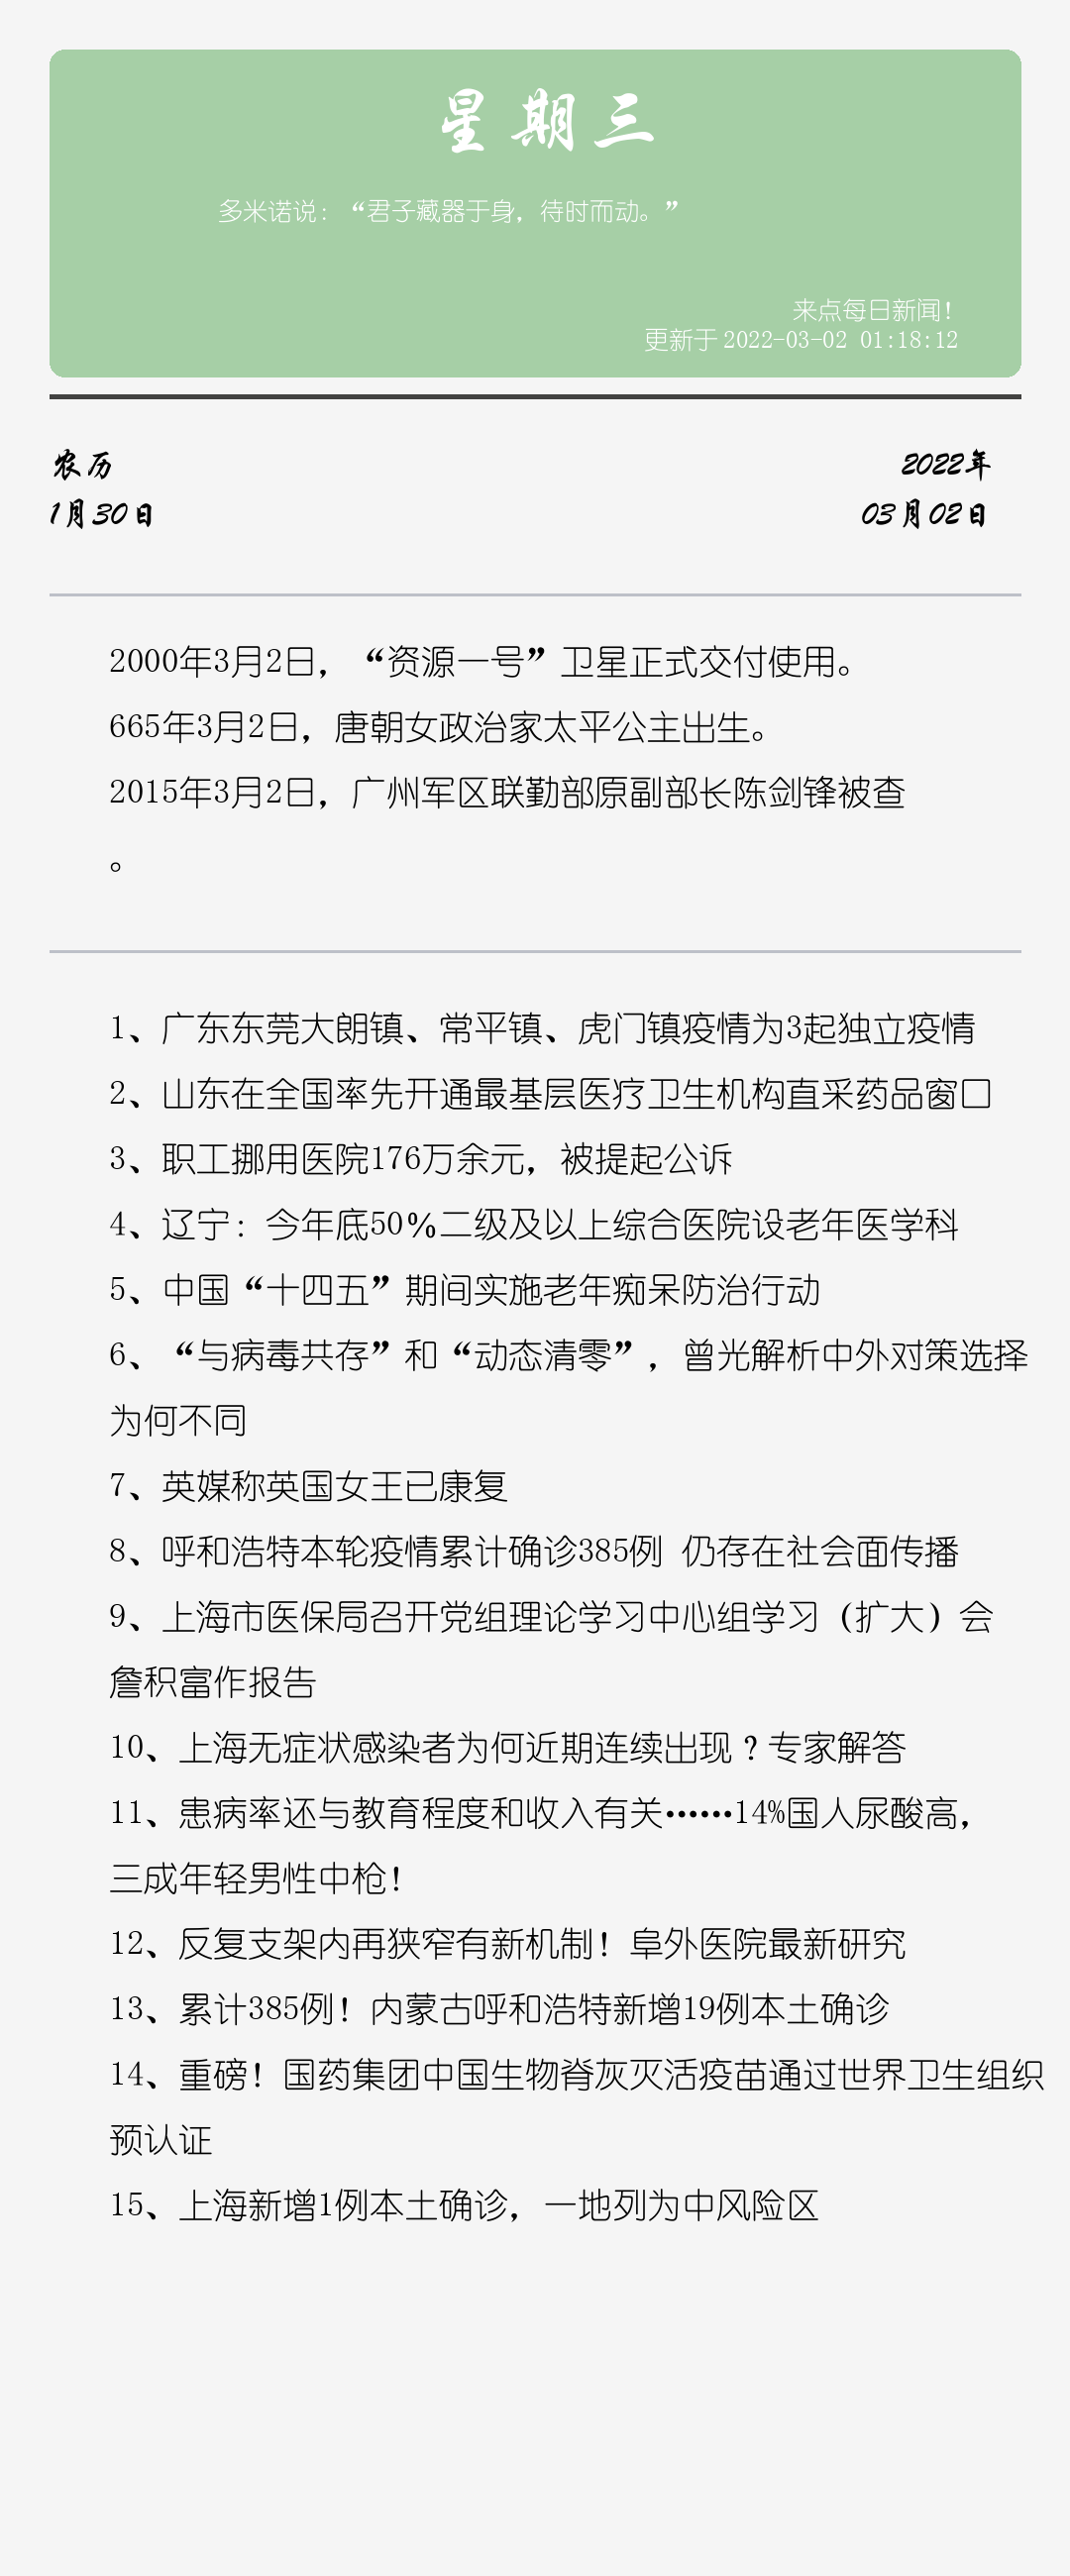 星期三
多米诺说：“君子藏器于身，待时而动。”
来点每日新闻！
更新于 2022-03-02 01:18:12
农历
1月30日
2022年
03月02日
2000年3月2日，“资源一号”卫星正式交付使用。
665年3月2日，唐朝女政治家太平公主出生。
2015年3月2日，广州军区联勤部原副部长陈剑锋被查
。
1、广东东莞大朗镇、常平镇、虎门镇疫情为3起独立疫情
2、山东在全国率先开通最基层医疗卫生机构直采药品窗口
3、职工挪用医院176万余元，被提起公诉
4、辽宁：今年底50％二级及以上综合医院设老年医学科
5、中国“十四五”期间实施老年痴呆防治行动
6、“与病毒共存”和“动态清零”，曾光解析中外对策选择
为何不同
7、英媒称英国女王已康复
8、呼和浩特本轮疫情累计确诊385例 仍存在社会面传播
9、上海市医保局召开党组理论学习中心组学习（扩大）会
詹积富作报告
10、上海无症状感染者为何近期连续出现？专家解答
11、患病率还与教育程度和收入有关……14%国人尿酸高，
三成年轻男性中枪！
12、反复支架内再狭窄有新机制！阜外医院最新研究
13、累计385例！内蒙古呼和浩特新增19例本土确诊
14、重磅！国药集团中国生物脊灰灭活疫苗通过世界卫生组织
预认证
15、上海新增1例本土确诊，一地列为中风险区